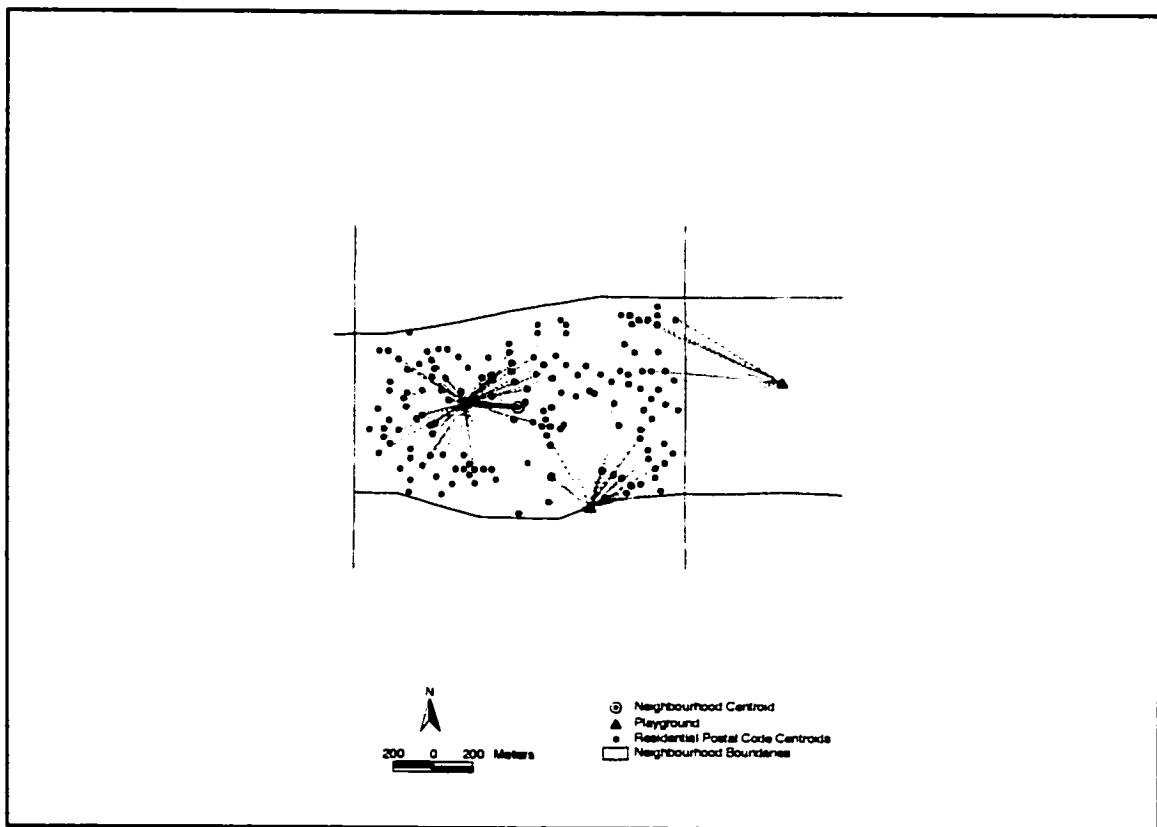 N
200 0 200 Meters
Neighbourhood Centroid
Playground
Residential Postal Code Centroids
Neighbourhood Boundaries